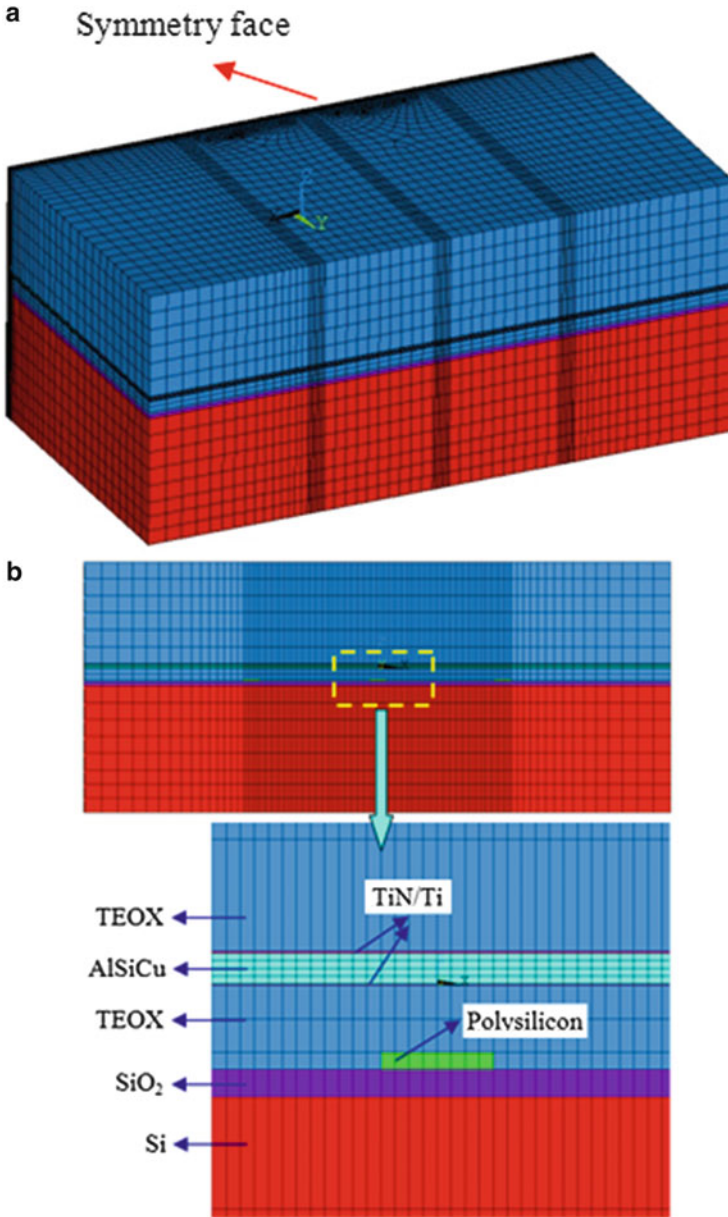 a
Symmetry face
Z
Y
b
X
TiN/Ti
TEOX
AlSiCu
X
TEOX
Polysilicon
SiO₂
Si